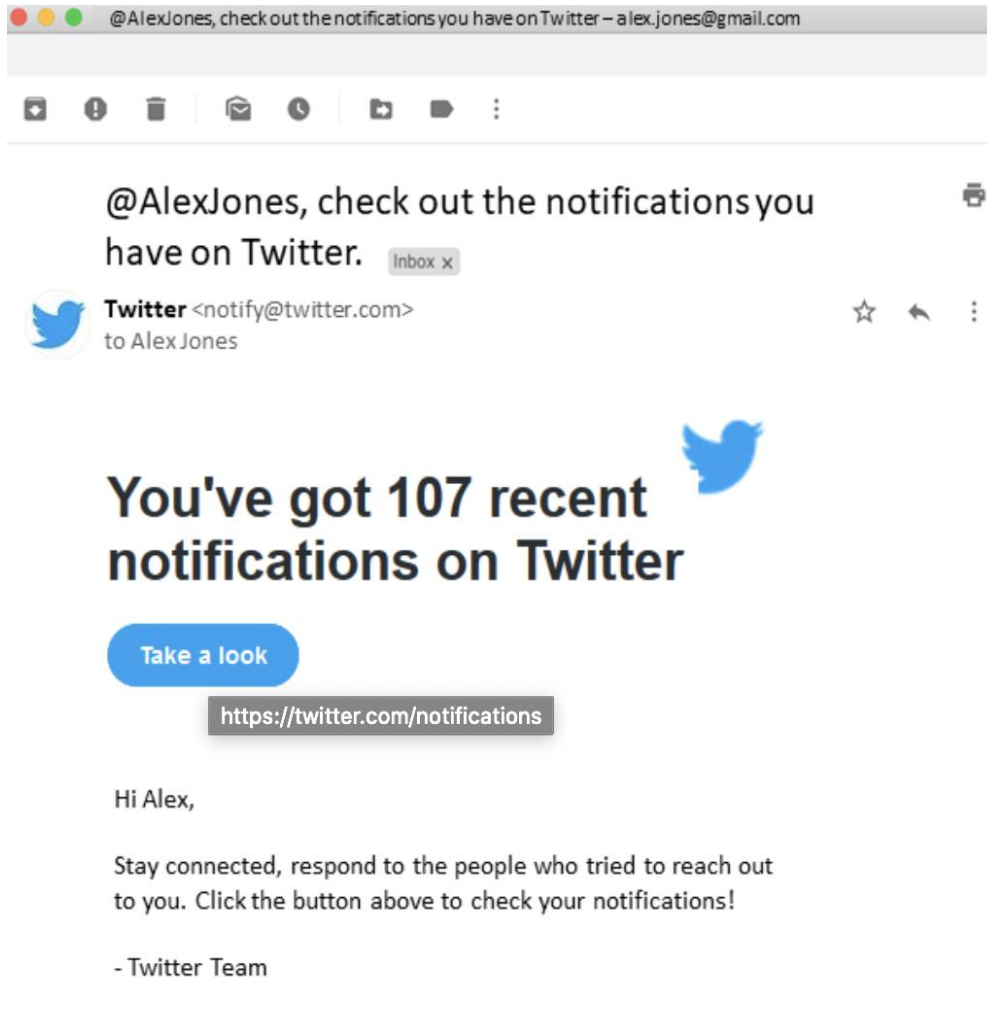 @AlexJones, check out the notifications you have on Twitter – alex.jones@gmail.com
@AlexJones, check out the notifications you
have on Twitter. Inbox x
Twitter <notify@twitter.com>
to Alex Jones
You've got 107 recent
notifications on Twitter
Take a look
https://twitter.com/notifications
Hi Alex,
Stay connected, respond to the people who tried to reach out
to you. Click the button above to check your notifications!
- Twitter Team